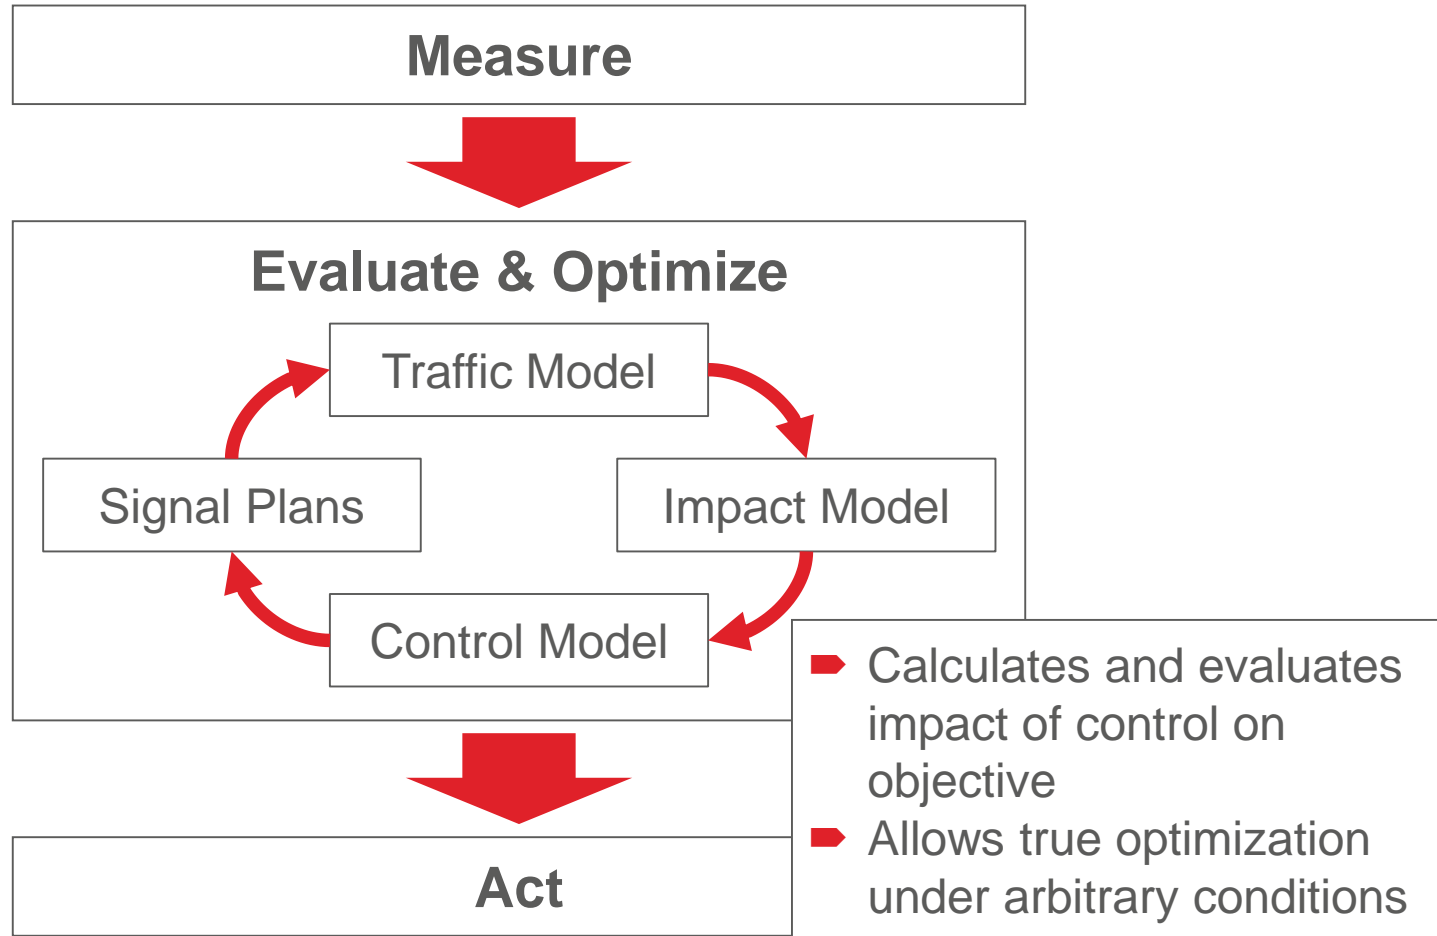 Measure
Evaluate & Optimize
Traffic Model
Signal Plans
Impact Model
Control Model
Calculates and evaluates
impact of control on
objective
Allows true optimization
under arbitrary conditions
Act